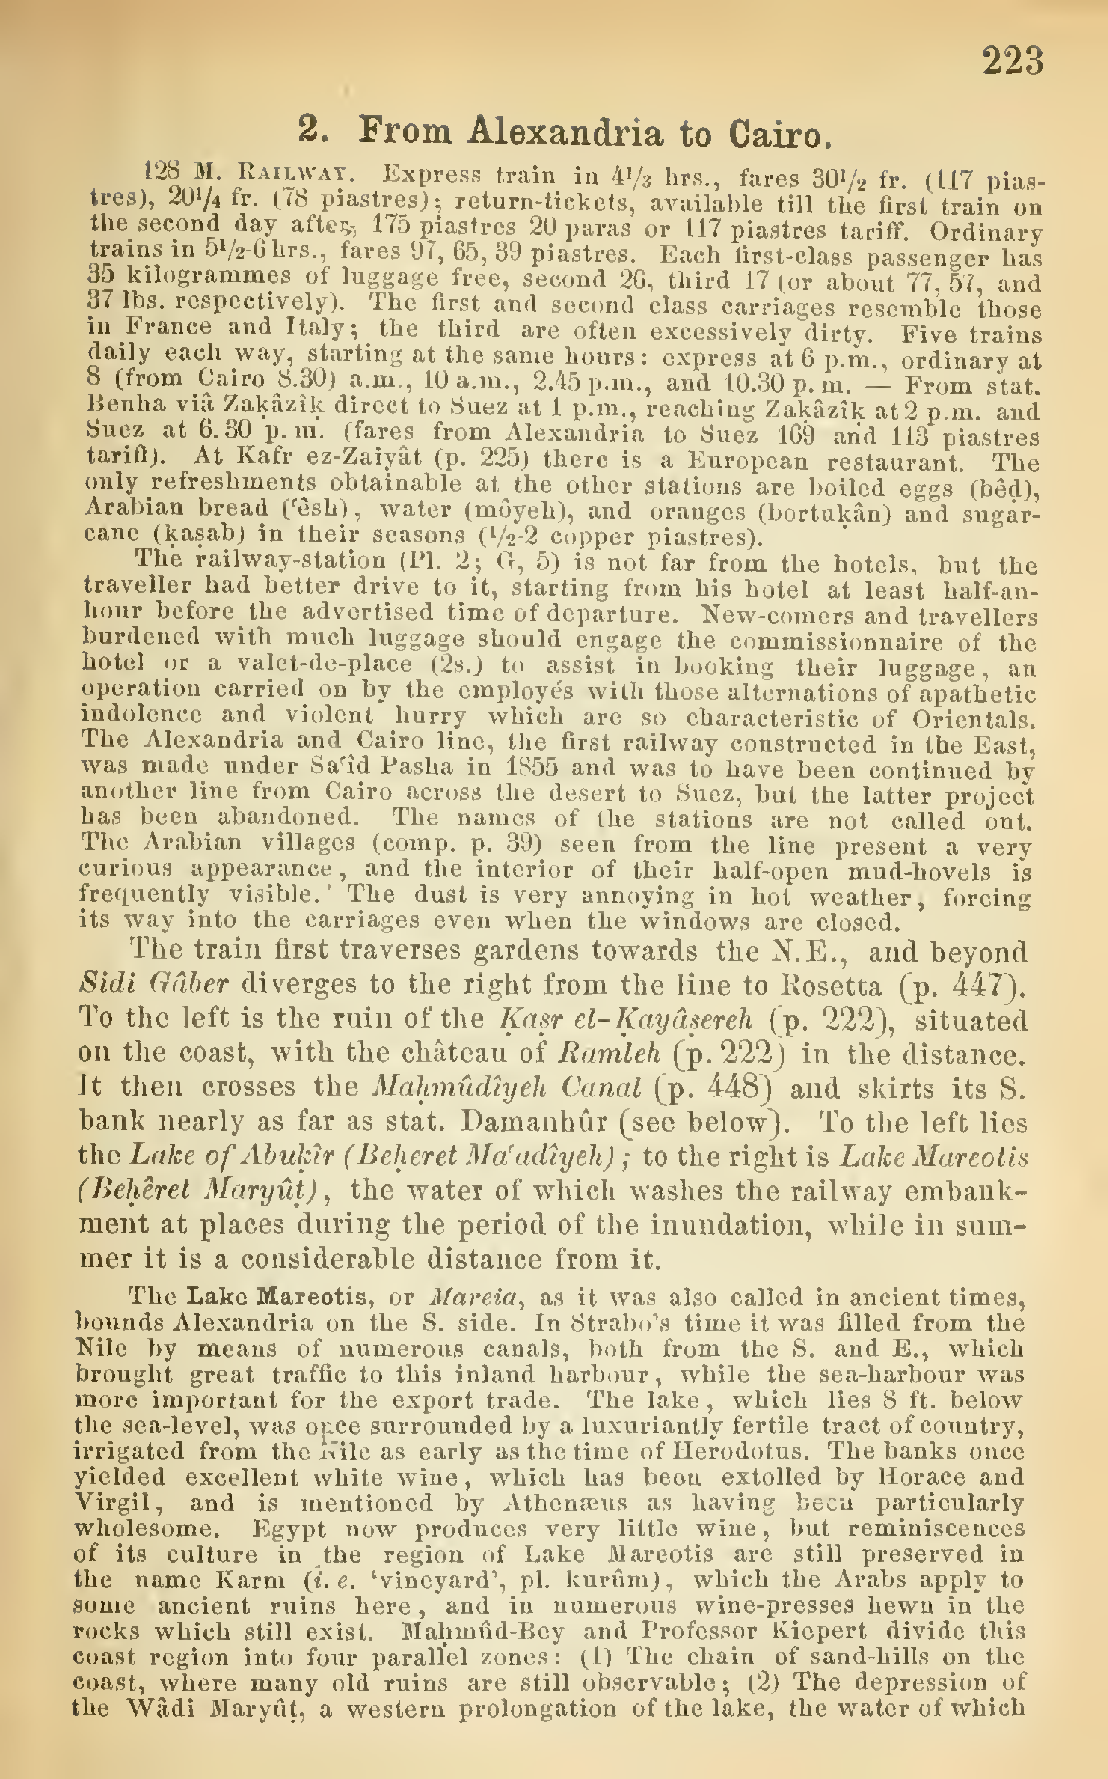 223
2. From Alexandria to Cairo.
128 M. RAILWAY. Express train in 4⅓ hrs., fares 30½ fr. (117 pias-
tres), 20¼ fr. (78 piastres); return-tickets, available till the first train on
the second day after, 175 piastres 20 paras or 117 piastres tariff. Ordinary
trains in 5½-6 hrs., fares 97, 65, 39 piastres. Each first-class passenger has
35 kilogrammes of luggage free, second 26, third 17 (or about 77, 57, and
37 lbs. respectively). The first and second class carriages resemble those
in France and Italy; the third are often excessively dirty. Five trains
daily each way, starting at the same hours: express at 6 p.m., ordinary at
8 (from Cairo 8.30) a.m., 10 a.m., 2.45 p.m., and 10.30 p. m. — From stat.
Benha viâ Zaḳâzîḳ direct to Suez at 1 p.m., reaching Zaḳâzîḳ at 2 p.m. and
Suez at 6.30 p. m. (fares from Alexandria to Suez 169 and 113 piastres
tariff). At Kafr ez-Zaiyât (p. 225) there is a European restaurant. The
only refreshments obtainable at the other stations are boiled eggs (bêḍ),
Arabian bread (ʿêsh), water (môyeh), and oranges (bortuḳân) and sugar-
cane (ḳaṣab) in their seasons (½-2 copper piastres).
The railway-station (Pl. 2; G, 5) is not far from the hotels, but the
traveller had better drive to it, starting from his hotel at least half-an-
hour before the advertised time of departure. New-comers and travellers
burdened with much luggage should engage the commissionnaire of the
hotel or a valet-de-place (2s.) to assist in booking their luggage, an
operation carried on by the employés with those alternations of apathetic
indolence and violent hurry which are so characteristic of Orientals.
The Alexandria and Cairo line, the first railway constructed in the East,
was made under Saʿîd Pasha in 1855 and was to have been continued by
another line from Cairo across the desert to Suez, but the latter project
has been abandoned. The names of the stations are not called out.
The Arabian villages (comp. p. 39) seen from the line present a very
curious appearance, and the interior of their half-open mud-hovels is
frequently visible. The dust is very annoying in hot weather, forcing
its way into the carriages even when the windows are closed.
The train first traverses gardens towards the N.E., and beyond
Sidi Gâber diverges to the right from the line to Rosetta (p. 447).
To the left is the ruin of the Ḳaṣr el-Ḳayâṣereh (p. 222), situated
on the coast, with the château of Ramleh (p. 222) in the distance.
It then crosses the Maḥmûdîyeh Canal (p. 448) and skirts its S.
bank nearly as far as stat. Damanhûr (see below). To the left lies
the Lake of Abuḳîr (Beḥeret Maʿadîyeh); to the right is Lake Mareotis
(Beḥêret Maryûṭ), the water of which washes the railway embank-
ment at places during the period of the inundation, while in sum-
mer it is a considerable distance from it.
The Lake Mareotis, or Mareia, as it was also called in ancient times,
bounds Alexandria on the S. side. In Strabo's time it was filled from the
Nile by means of numerous canals, both from the S. and E., which
brought great traffic to this inland harbour, while the sea-harbour was
more important for the export trade. The lake, which lies 8 ft. below
the sea-level, was once surrounded by a luxuriantly fertile tract of country,
irrigated from the Nile as early as the time of Herodotus. The banks once
yielded excellent white wine, which has been extolled by Horace and
Virgil, and is mentioned by Athenæus as having been particularly
wholesome. Egypt now produces very little wine, but reminiscences
of its culture in the region of Lake Mareotis are still preserved in
the name Karm (i. e. 'vineyard', pl. kurûm), which the Arabs apply to
some ancient ruins here, and in numerous wine-presses hewn in the
rocks which still exist. Maḥmûd-Bey and Professor Kiepert divide this
coast region into four parallel zones: (1) The chain of sand-hills on the
coast, where many old ruins are still observable; (2) The depression of
the Wâdi Maryûṭ, a western prolongation of the lake, the water of which